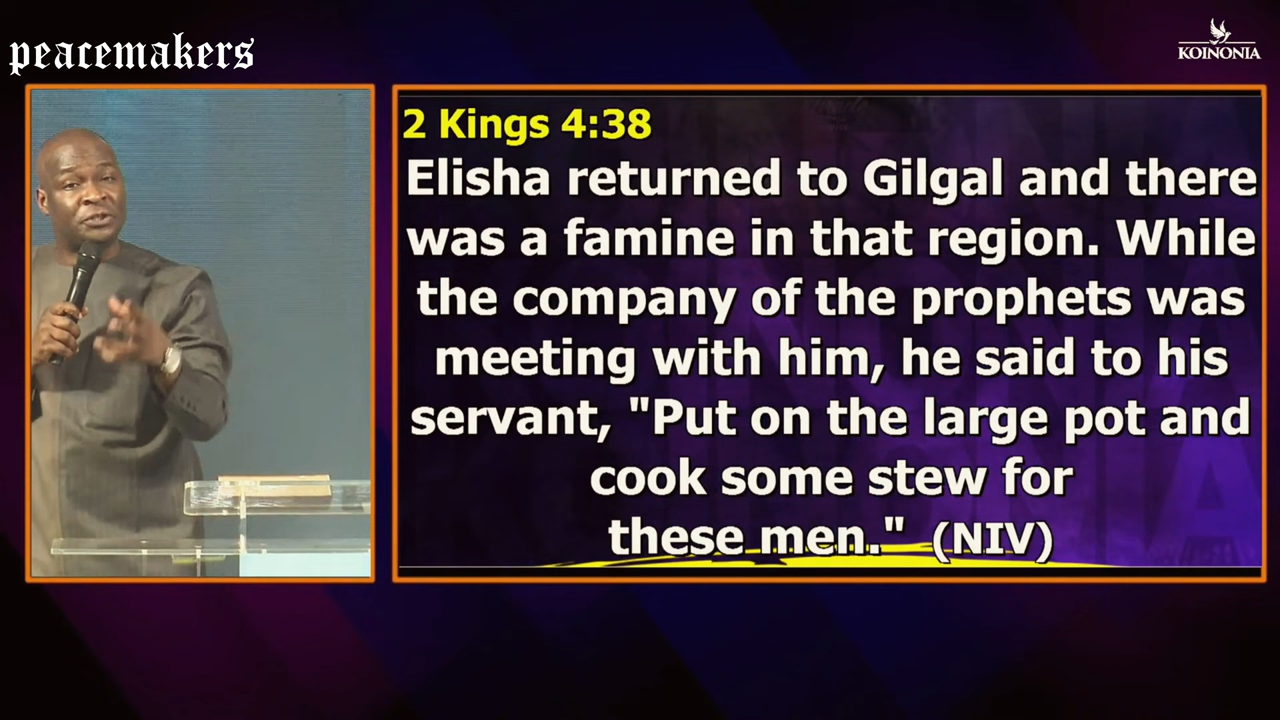 peacemakers
KOINONIA
2 Kings 4:38
Elisha returned to Gilgal and there
was a famine in that region. While
the company of the prophets was
meeting with him, he said to his
servant, "Put on the large pot and
cook some stew for
these men." (NIV)